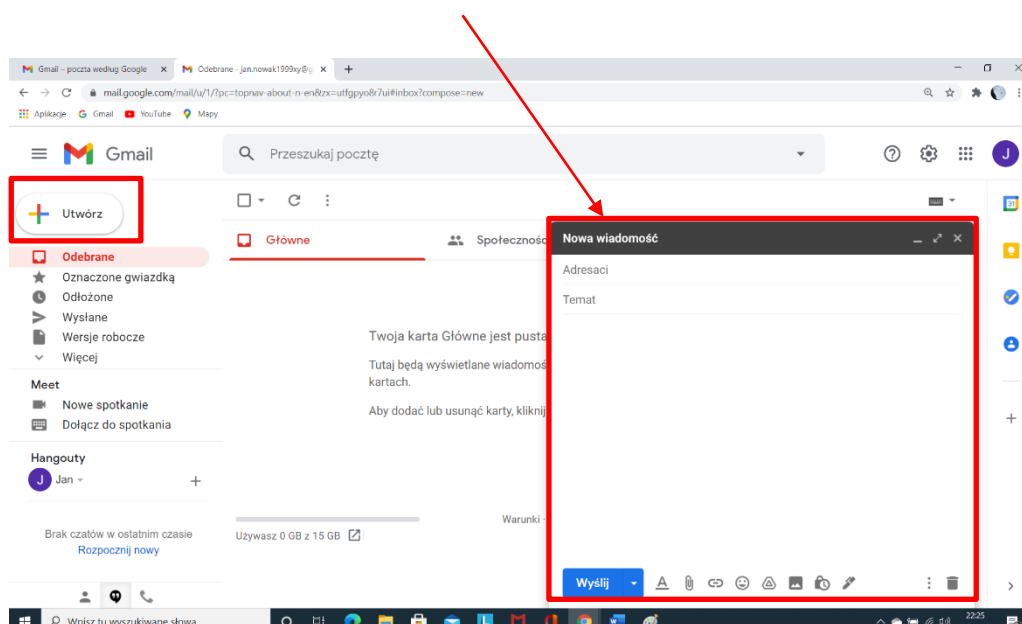 Gmail – poczta według Google
Odebrane - jan.nowak1999xy@g
mail.google.com/mail/u/1/?pc=topnav-about-n-en&zx=utfgpyo8r7ui#inbox?compose=new
Aplikacje Gmail YouTube Mapy
Gmail
Przeszukaj pocztę
J
Utwórz
31
Główne
Społecznośc
Nowa wiadomość
Odebrane
Adresaci
Oznaczone gwiazdką
Odłożone
Temat
Wysłane
Wersje robocze
Twoja karta Główne jest pusta
Więcej
Tutaj będą wyświetlane wiadomoś
kartach.
Meet
Nowe spotkanie
Aby dodać lub usunąć karty, kliknij
Dołącz do spotkania
Hangouty
J Jan
Warunki ·
Brak czatów w ostatnim czasie
Używasz 0 GB z 15 GB
Rozpocznij nowy
Wyślij
Wpisz tu wyszukiwane słowa
22:25